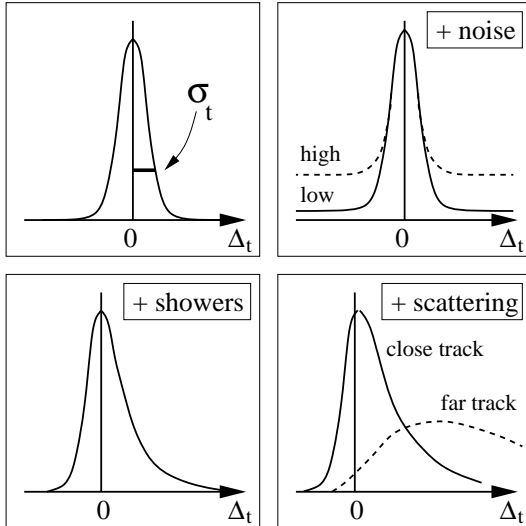 σt
0
Δt
+ noise
high
low
0
Δt
+ showers
0
Δt
+ scattering
close track
far track
0
Δt